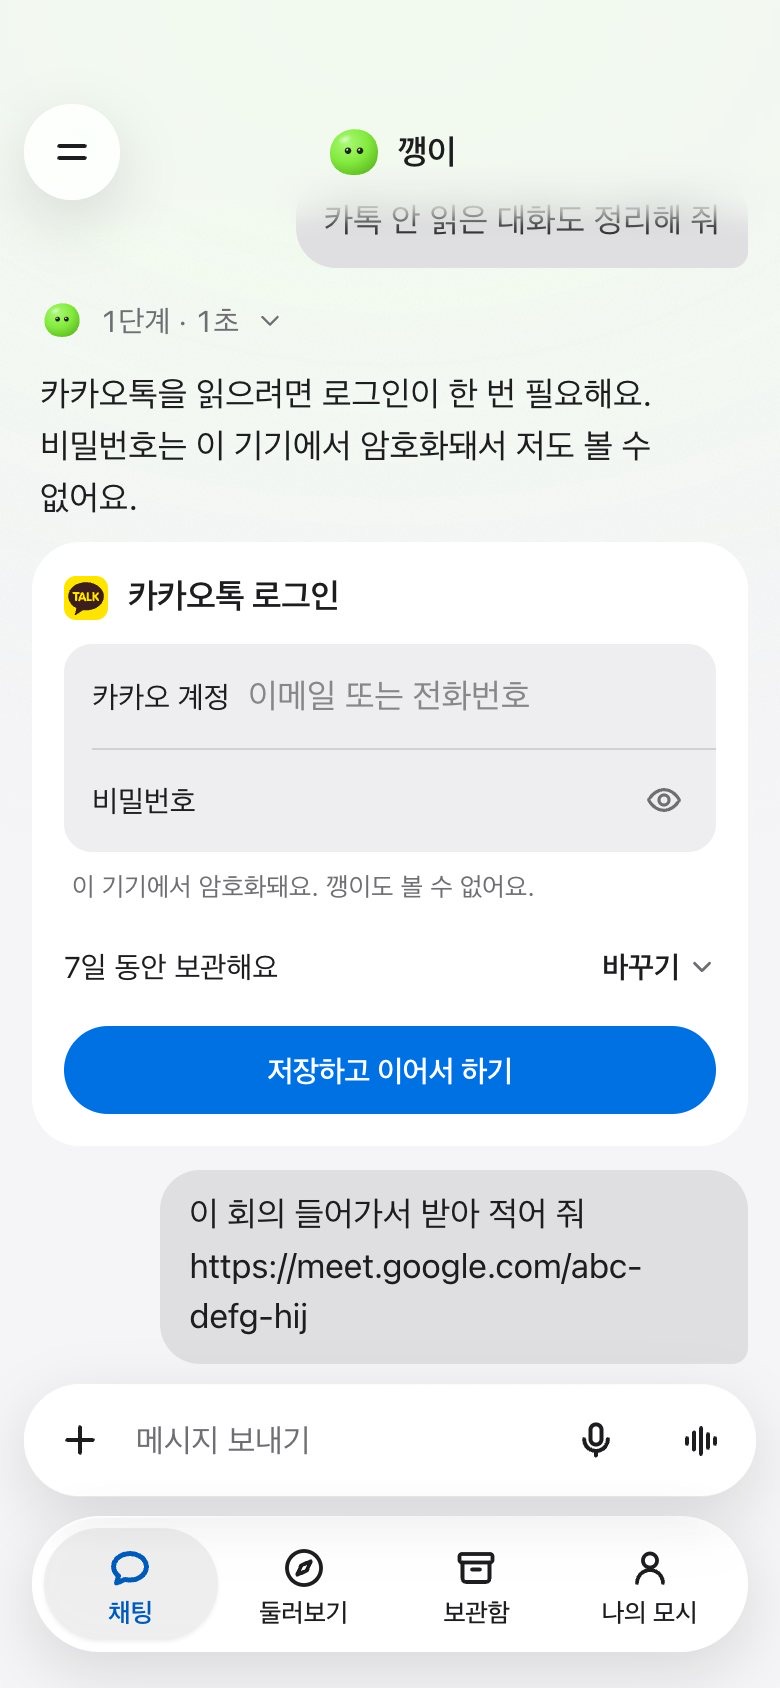 깽이
카톡 안 읽은 대화도 정리해 줘
1단계 · 1초
카카오톡을 읽으려면 로그인이 한 번 필요해요.
비밀번호는 이 기기에서 암호화돼서 저도 볼 수
없어요.
TALK
카카오톡 로그인
카카오 계정 이메일 또는 전화번호
비밀번호
이 기기에서 암호화돼요. 깽이도 볼 수 없어요.
7일 동안 보관해요 바꾸기
저장하고 이어서 하기
이 회의 들어가서 받아 적어 줘
https://meet.google.com/abc-
defg-hij
메시지 보내기
채팅 둘러보기 보관함 나의 모시